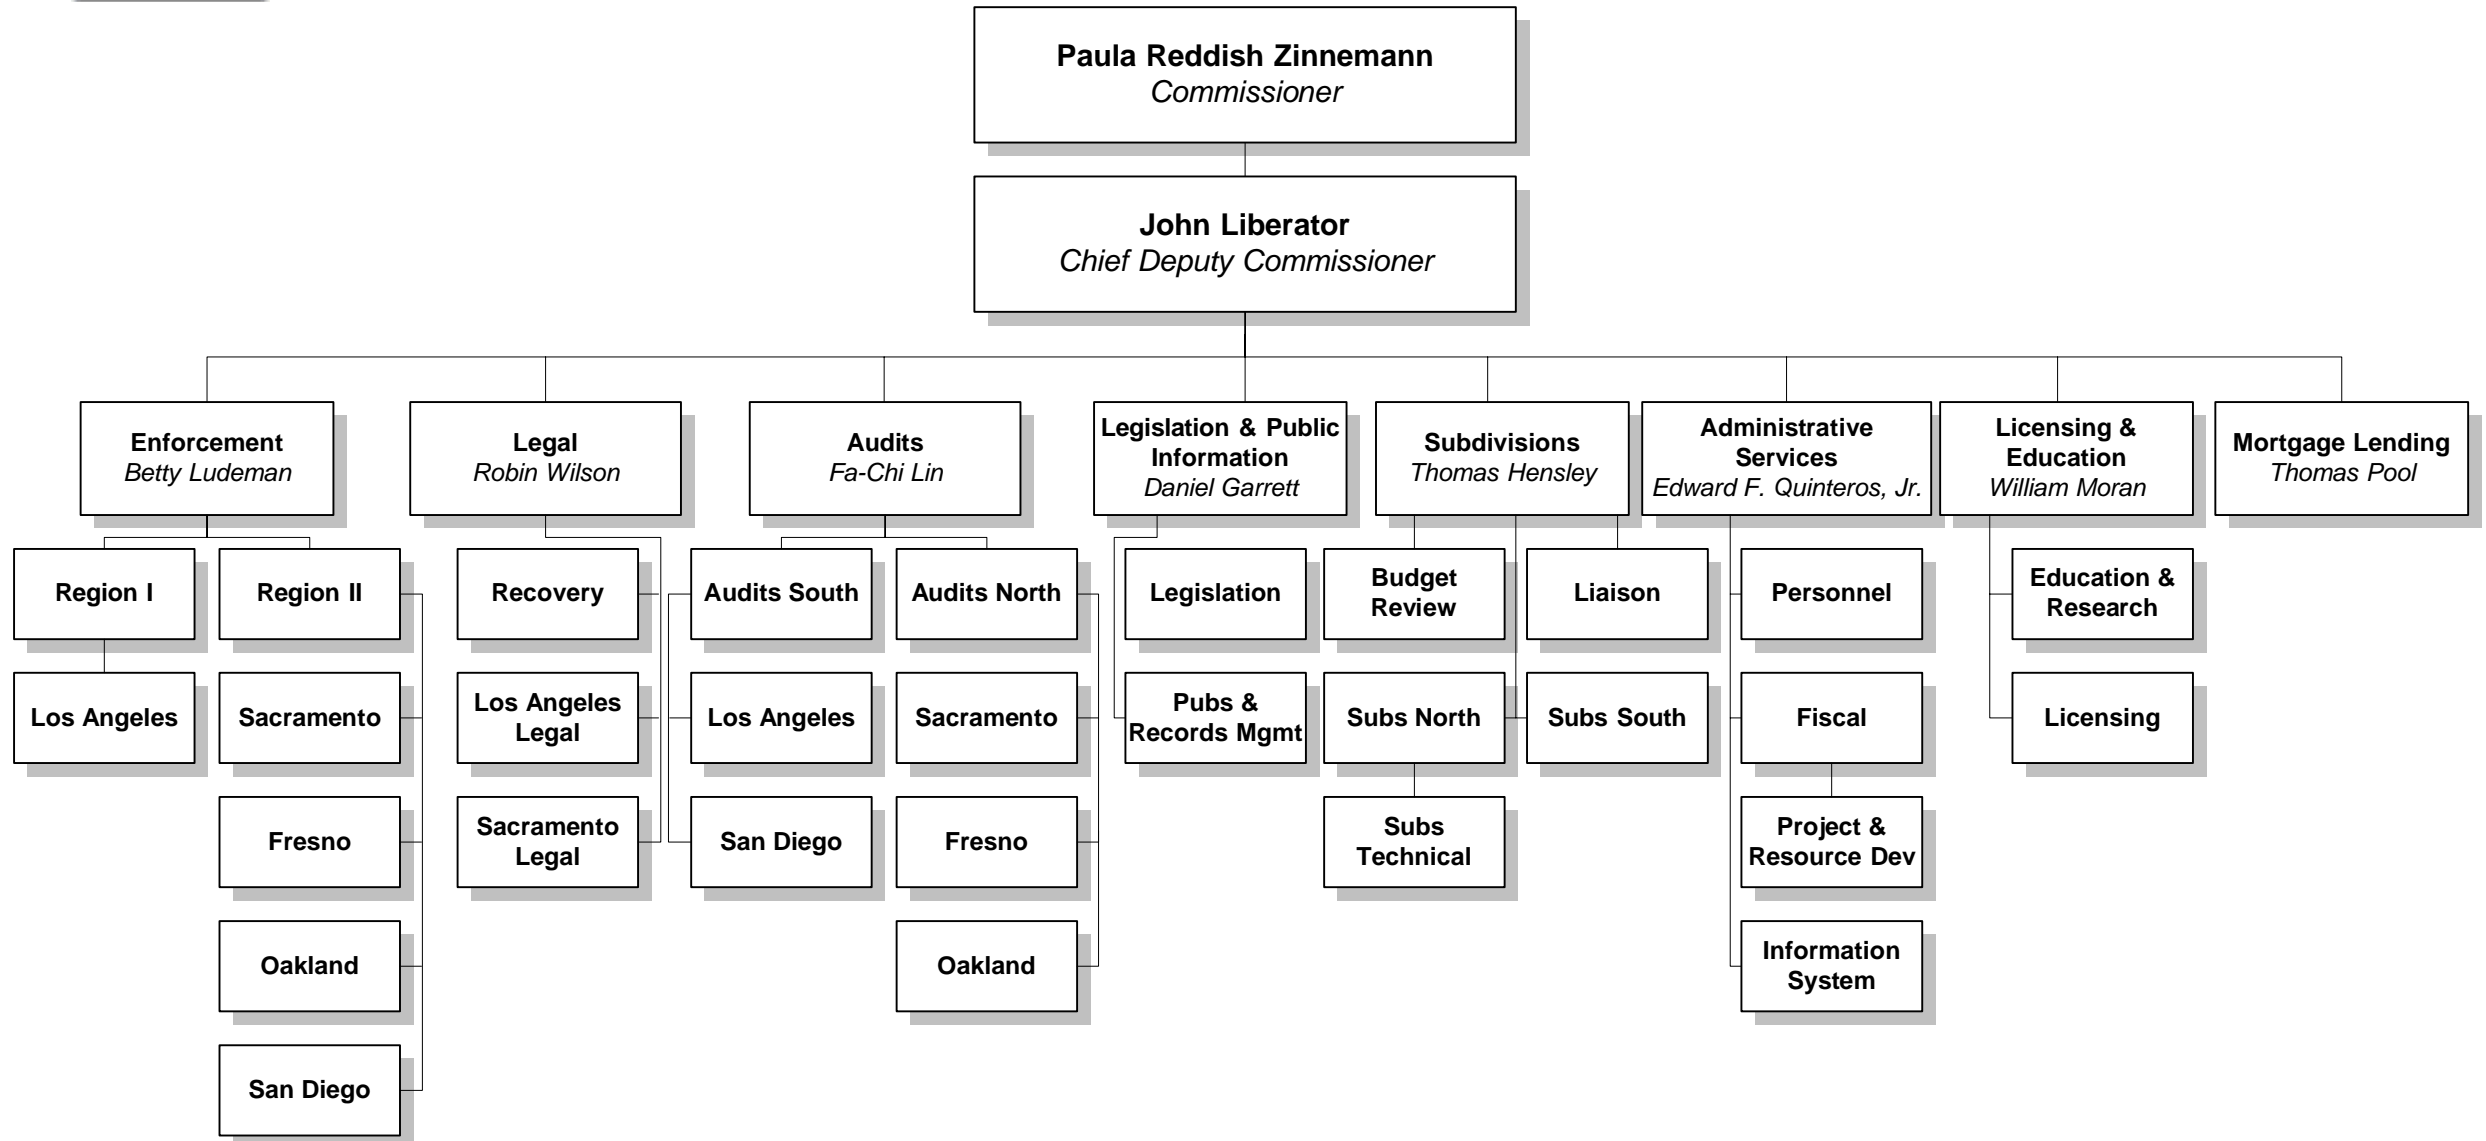 Paula Reddish Zinnemann
Commissioner
John Liberator
Chief Deputy Commissioner
Enforcement
Betty Ludeman
Legal
Robin Wilson
Audits
Fa-Chi Lin
Legislation & Public
Information
Daniel Garrett
Subdivisions
Thomas Hensley
Administrative
Services
Edward F. Quinteros, Jr.
Licensing &
Education
William Moran
Mortgage Lending
Thomas Pool
Region I
Region II
Recovery
Audits South
Audits North
Legislation
Budget
Review
Liaison
Personnel
Education &
Research
Los Angeles
Sacramento
Los Angeles
Legal
Los Angeles
Sacramento
Pubs &
Records Mgmt
Subs North
Subs South
Fiscal
Licensing
Fresno
Sacramento
Legal
San Diego
Fresno
Subs
Technical
Project &
Resource Dev
Oakland
Oakland
Information
System
San Diego